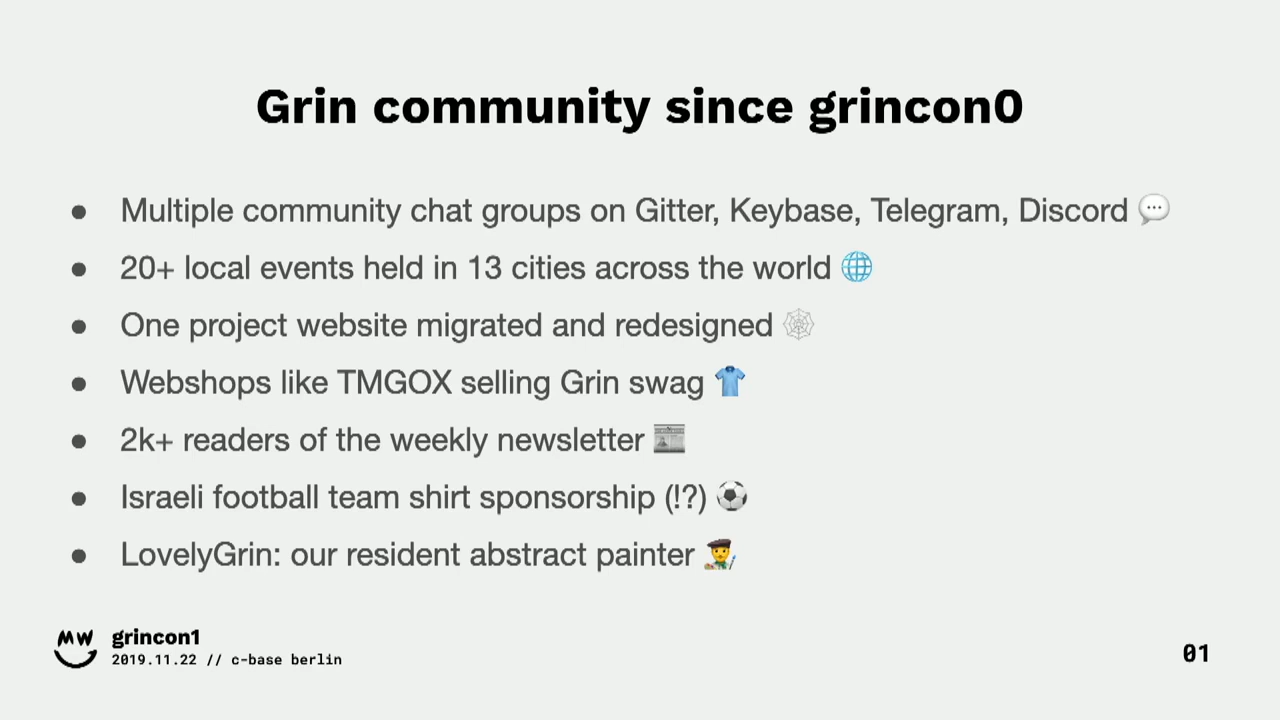 Grin community since grincon0
● Multiple community chat groups on Gitter, Keybase, Telegram, Discord 💬
● 20+ local events held in 13 cities across the world 🌐
● One project website migrated and redesigned 🕸️
● Webshops like TMGOX selling Grin swag 👕
● 2k+ readers of the weekly newsletter 📰
● Israeli football team shirt sponsorship (!?) ⚽
● LovelyGrin: our resident abstract painter 👨‍🎨
MW
grincon1
2019.11.22 // c-base berlin
01